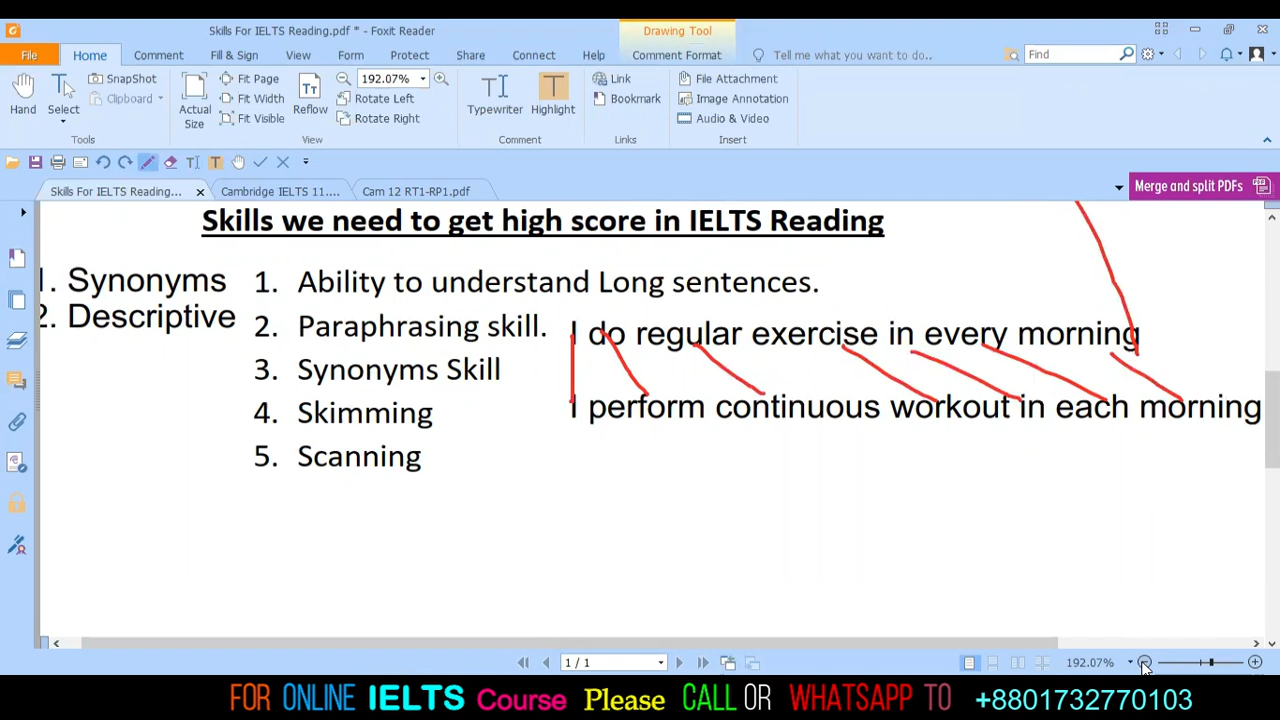 Skills For IELTS Reading.pdf * - Foxit Reader
Drawing Tool
File Home Comment Fill & Sign View Form Protect Share Connect Help Comment Format Tell me what you want to do.. Find
Hand
Select
SnapShot
Clipboard
Tools
Actual Size
Fit Page
Fit Width
Fit Visible
Reflow
192.07%
Rotate Left
Rotate Right
View
Typewriter
Highlight
Comment
Link
Bookmark
Links
File Attachment
Image Annotation
Audio & Video
Insert
Skills For IELTS Reading... Cambridge IELTS 11.... Cam 12 RT1-RP1.pdf Merge and split PDFs
Skills we need to get high score in IELTS Reading
1. Synonyms
2. Descriptive
1. Ability to understand Long sentences.
2. Paraphrasing skill.
3. Synonyms Skill
4. Skimming
5. Scanning
I do regular exercise in every morning
I perform continuous workout in each morning
1 / 1 192.07%
FOR ONLINE IELTS Course Please CALL OR WHATSAPP TO +8801732770103